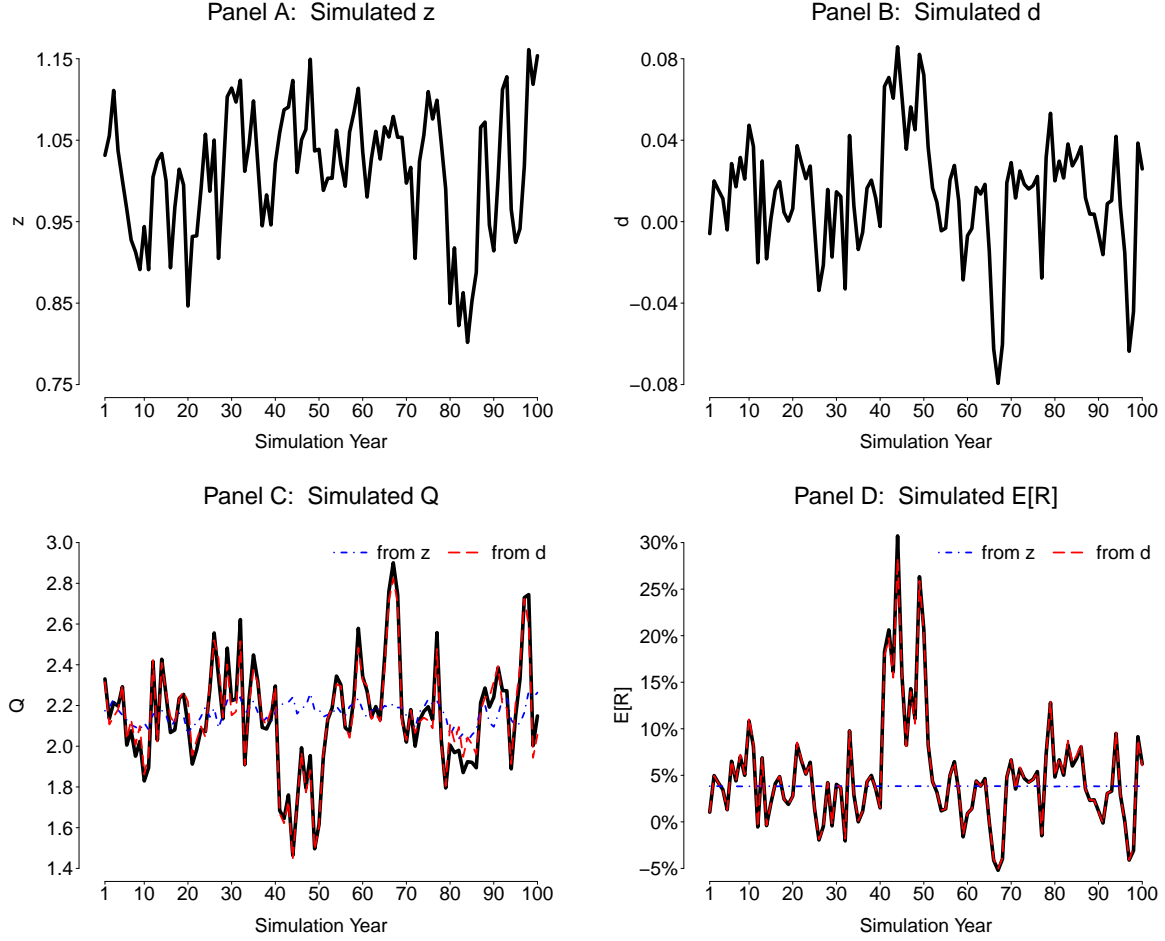 Panel A:  Simulated z
z
1.15
1.05
0.95
0.85
0.75
1 10 20 30 40 50 60 70 80 90 100
Simulation Year
Panel B:  Simulated d
d
0.08
0.04
0.00
−0.04
−0.08
1 10 20 30 40 50 60 70 80 90 100
Simulation Year
Panel C:  Simulated Q
Q
from z from d
3.0
2.8
2.6
2.4
2.2
2.0
1.8
1.6
1.4
1 10 20 30 40 50 60 70 80 90 100
Simulation Year
Panel D:  Simulated E[R]
E[R]
from z from d
30%
25%
20%
15%
10%
5%
0%
−5%
1 10 20 30 40 50 60 70 80 90 100
Simulation Year